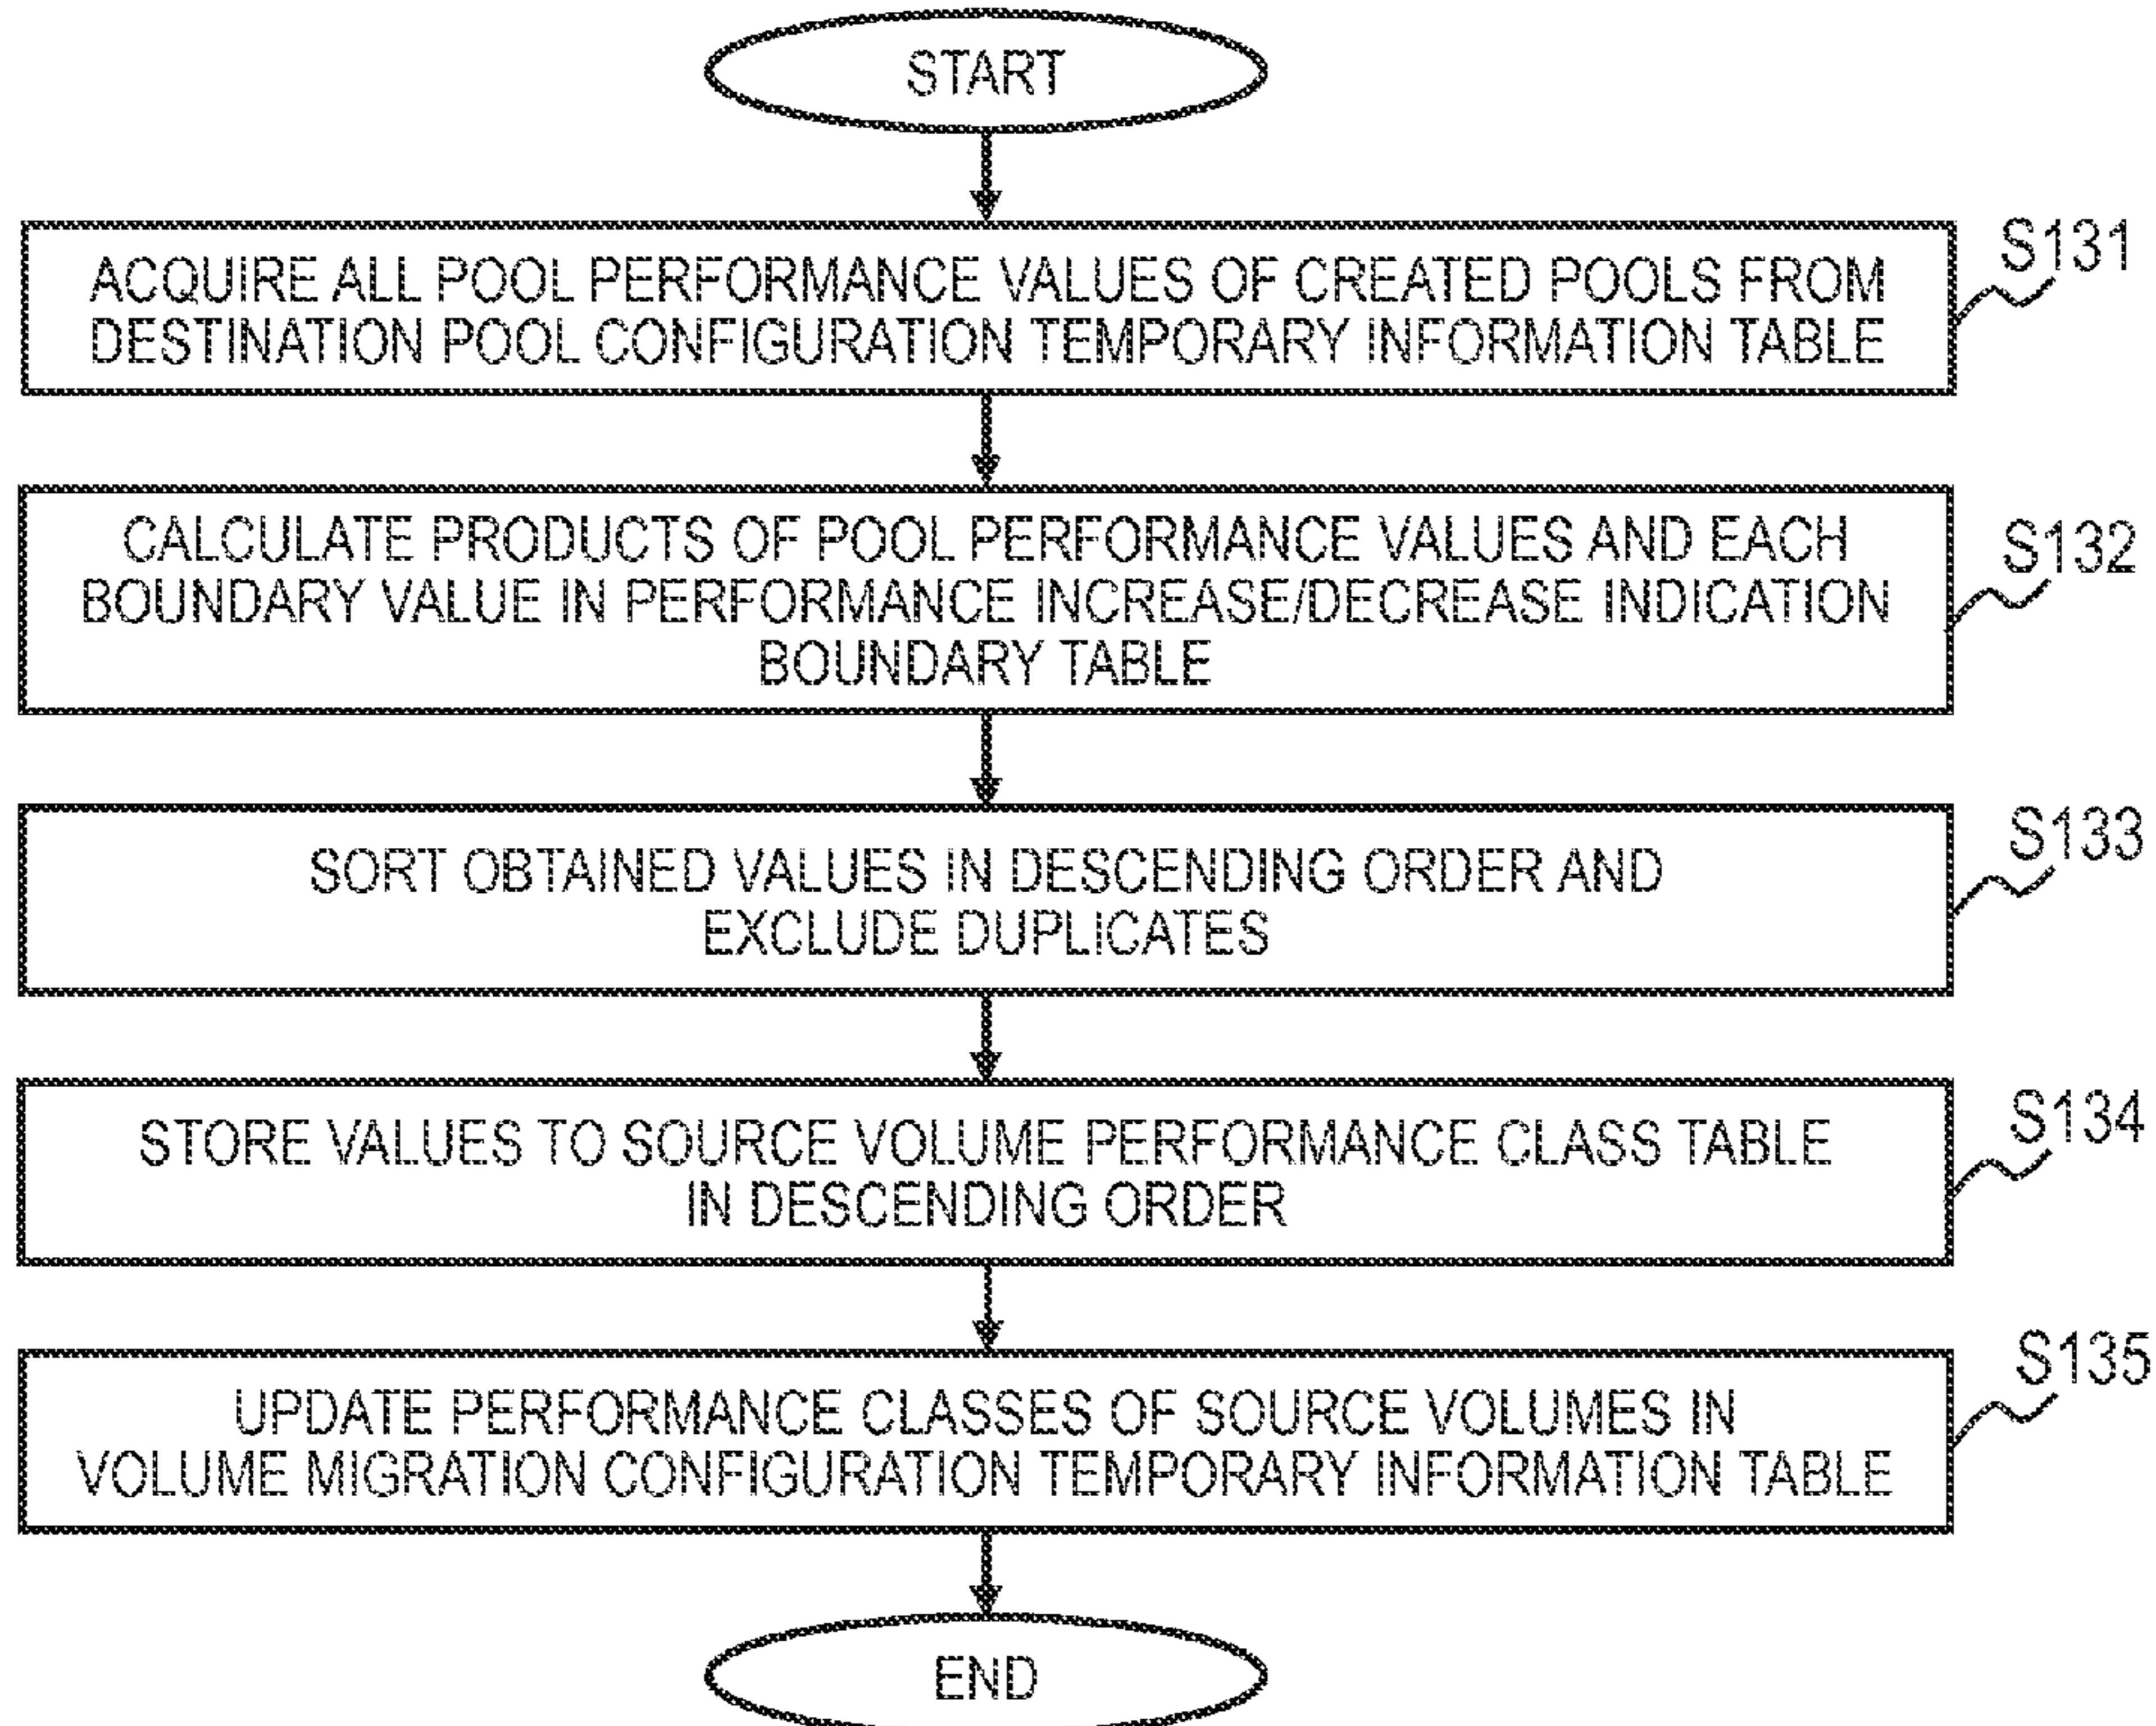 START
S131
ACQUIRE ALL POOL PERFORMANCE VALUES OF CREATED POOLS FROM
DESTINATION POOL CONFIGURATION TEMPORARY INFORMATION TABLE
S132
CALCULATE PRODUCTS OF POOL PERFORMANCE VALUES AND EACH
BOUNDARY VALUE IN PERFORMANCE INCREASE/DECREASE INDICATION
BOUNDARY TABLE
S133
SORT OBTAINED VALUES IN DESCENDING ORDER AND
EXCLUDE DUPLICATES
S134
STORE VALUES TO SOURCE VOLUME PERFORMANCE CLASS TABLE
IN DESCENDING ORDER
S135
UPDATE PERFORMANCE CLASSES OF SOURCE VOLUMES IN
VOLUME MIGRATION CONFIGURATION TEMPORARY INFORMATION TABLE
END